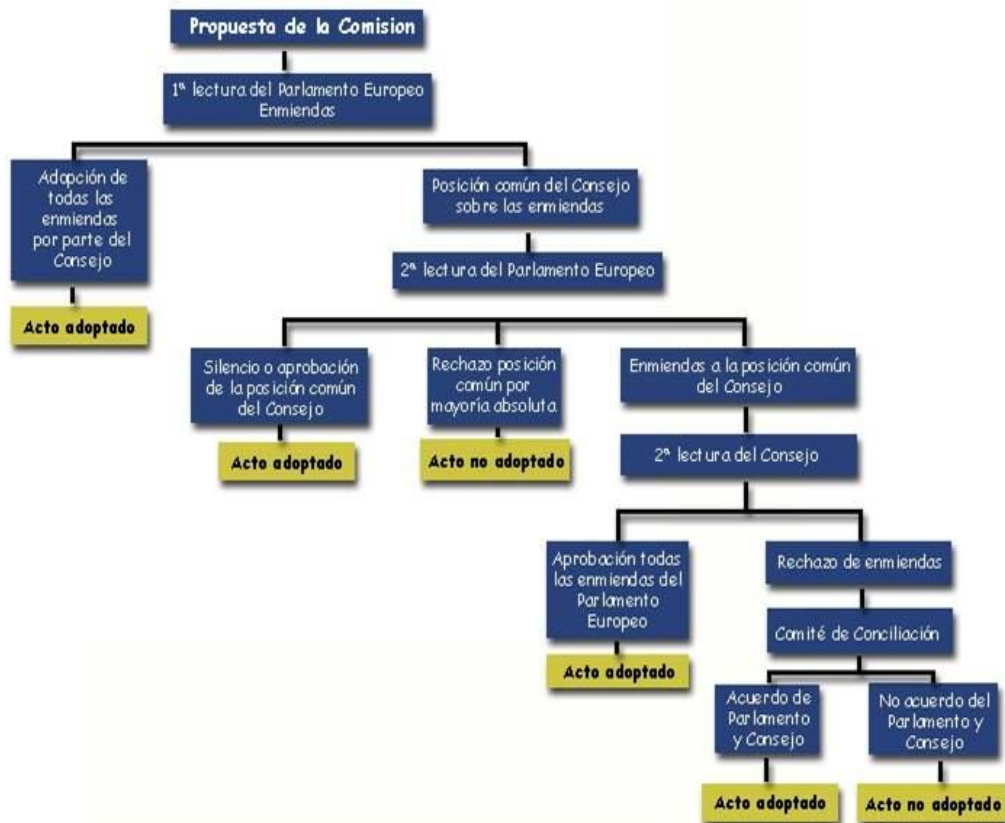 Propuesta de la Comision
1ª lectura del Parlamento Europeo
Enmiendas
Adopción de
todas las
enmiendas
por parte del
Consejo
Acto adoptado
Posición común del Consejo
sobre las enmiendas
2ª lectura del Parlamento Europeo
Silencio o aprobación
de la posición común
del Consejo
Acto adoptado
Rechazo posición
común por
mayoría absoluta
Acto no adoptado
Enmiendas a la posición común
del Consejo
2ª lectura del Consejo
Aprobación todas
las enmiendas del
Parlamento
Europeo
Acto adoptado
Rechazo de enmiendas
Comité de Conciliación
Acuerdo de
Parlamento
y Consejo
Acto adoptado
No acuerdo del
Parlamento y
Consejo
Acto no adoptado